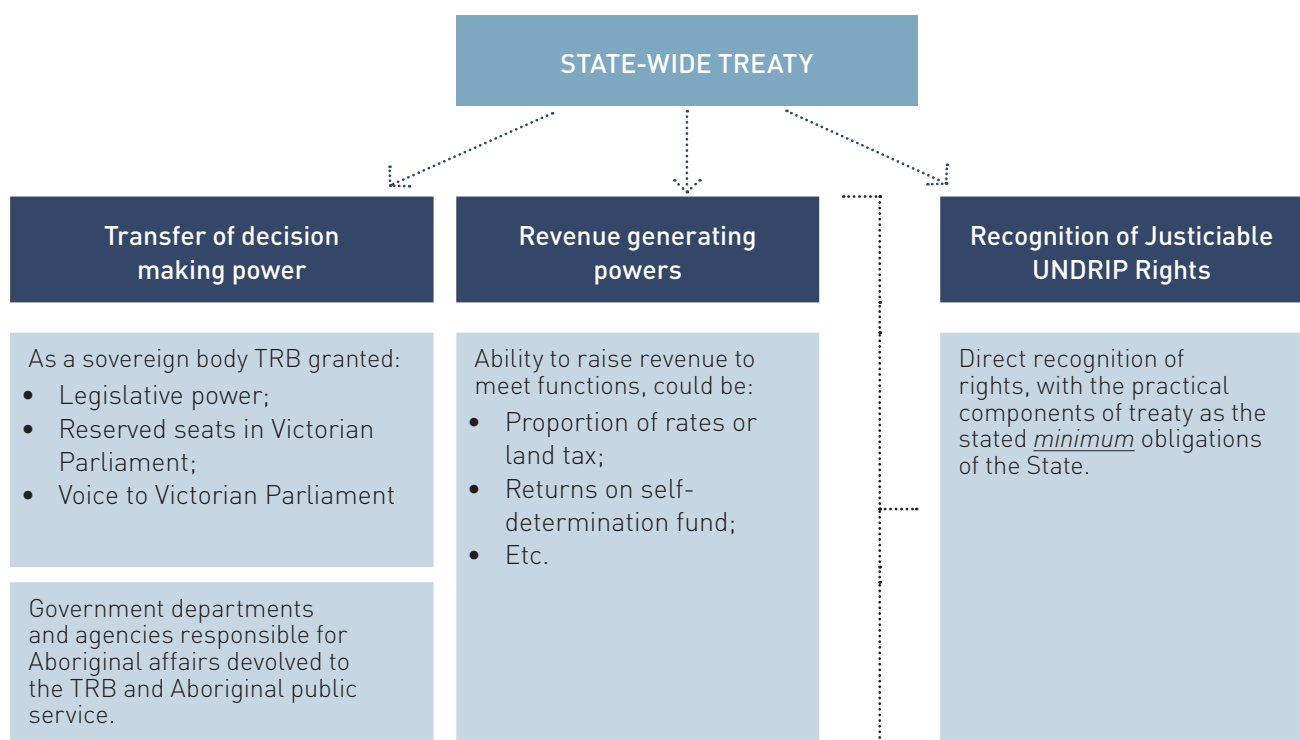 STATE-WIDE TREATY
Transfer of decision
making power
As a sovereign body TRB granted:
• Legislative power;
• Reserved seats in Victorian
Parliament;
• Voice to Victorian Parliament
Government departments
and agencies responsible for
Aboriginal affairs devolved to
the TRB and Aboriginal public
service.
Revenue generating
powers
Ability to raise revenue to
meet functions, could be:
• Proportion of rates or
land tax;
• Returns on self-
determination fund;
• Etc.
Recognition of Justiciable
UNDRIP Rights
Direct recognition of
rights, with the practical
components of treaty as the
stated minimum obligations
of the State.